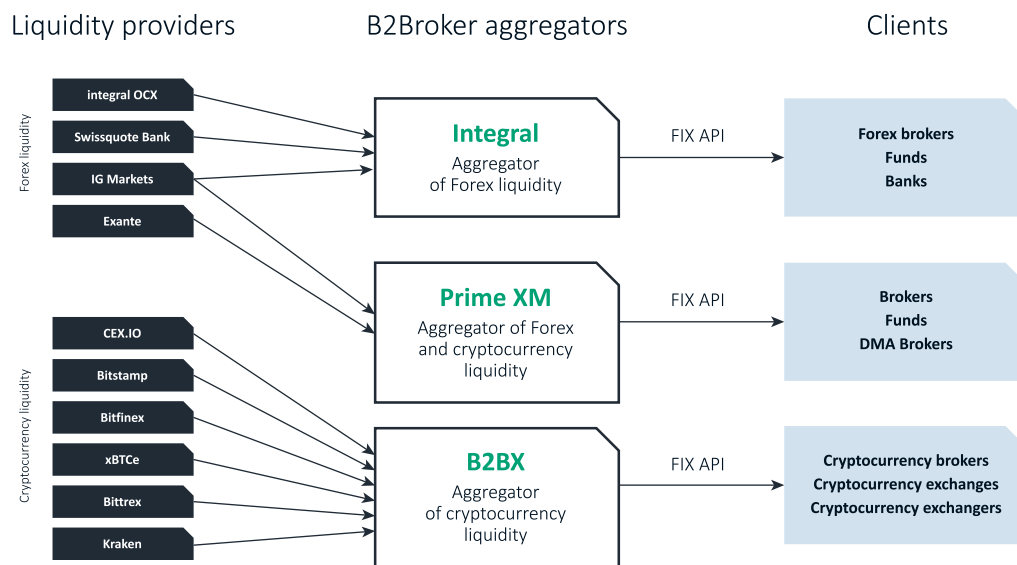 Liquidity providers
B2Broker aggregators
Clients
Forex liquidity
integral OCX
Swissquote Bank
IG Markets
Exante
Integral
Aggregator
of Forex liquidity
FIX API
Forex brokers
Funds
Banks
Prime XM
Aggregator of Forex
and cryptocurrency
liquidity
FIX API
Brokers
Funds
DMA Brokers
Cryptocurrency liquidity
CEX.IO
Bitstamp
Bitfinex
xBTCe
Bittrex
Kraken
B2BX
Aggregator
of cryptocurrency
liquidity
FIX API
Cryptocurrency brokers
Cryptocurrency exchanges
Cryptocurrency exchangers